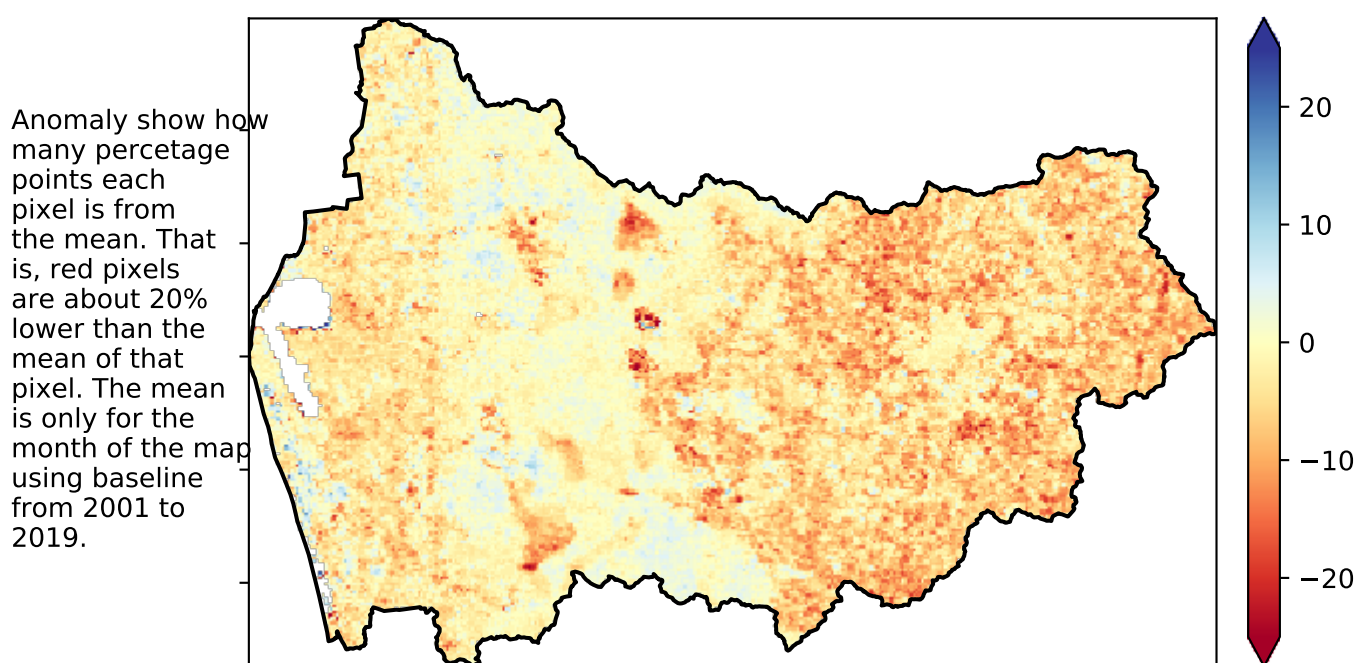 Anomaly show how
many percetage
points each
pixel is from
the mean. That
is, red pixels
are about 20%
lower than the
mean of that
pixel. The mean
is only for the
month of the map
using baseline
from 2001 to
2019.
20
10
0
−10
−20